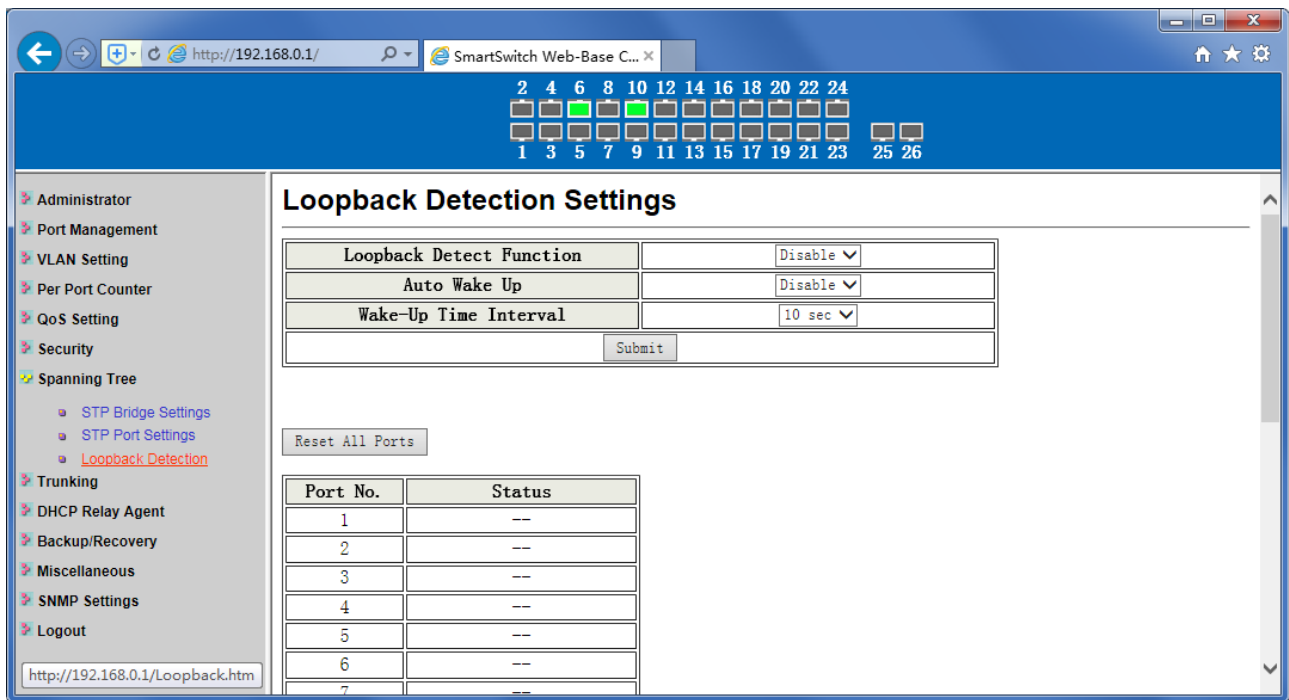 http://192.168.0.1/
SmartSwitch Web-Base C...
2 4 6 8 10 12 14 16 18 20 22 24
1 3 5 7 9 11 13 15 17 19 21 23 25 26
Administrator
Port Management
VLAN Setting
Per Port Counter
QoS Setting
Security
Spanning Tree
STP Bridge Settings
STP Port Settings
Loopback Detection
Trunking
DHCP Relay Agent
Backup/Recovery
Miscellaneous
SNMP Settings
Logout
http://192.168.0.1/Loopback.htm
Loopback Detection Settings
Loopback Detect Function Disable
Auto Wake Up Disable
Wake-Up Time Interval 10 sec
Submit
Reset All Ports
Port No. Status
1 --
2 --
3 --
4 --
5 --
6 --
7 --